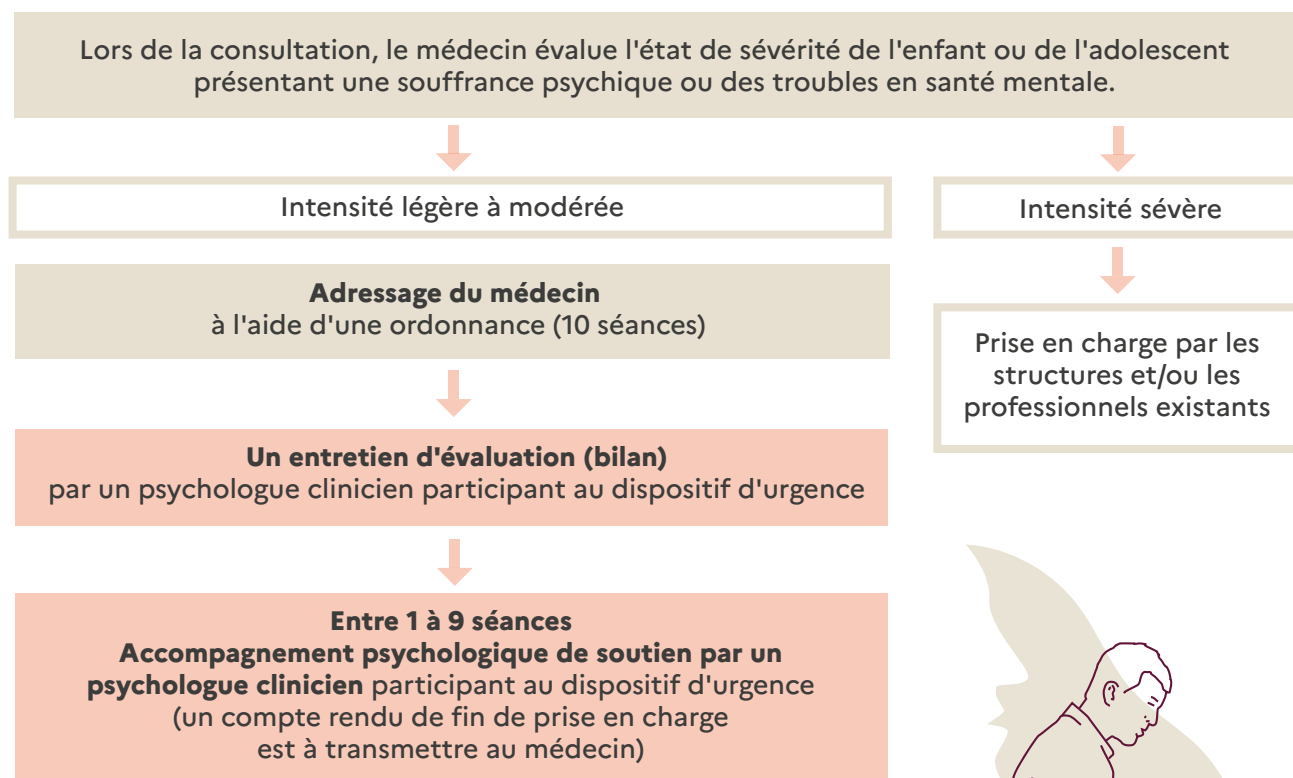 Lors de la consultation, le médecin évalue l'état de sévérité de l'enfant ou de l'adolescent
présentant une souffrance psychique ou des troubles en santé mentale.
Intensité légère à modérée
Adressage du médecin
à l'aide d'une ordonnance (10 séances)
Un entretien d'évaluation (bilan)
par un psychologue clinicien participant au dispositif d'urgence
Entre 1 à 9 séances
Accompagnement psychologique de soutien par un
psychologue clinicien participant au dispositif d'urgence
(un compte rendu de fin de prise en charge
est à transmettre au médecin)
Intensité sévère
Prise en charge par les
structures et/ou les
professionnels existants